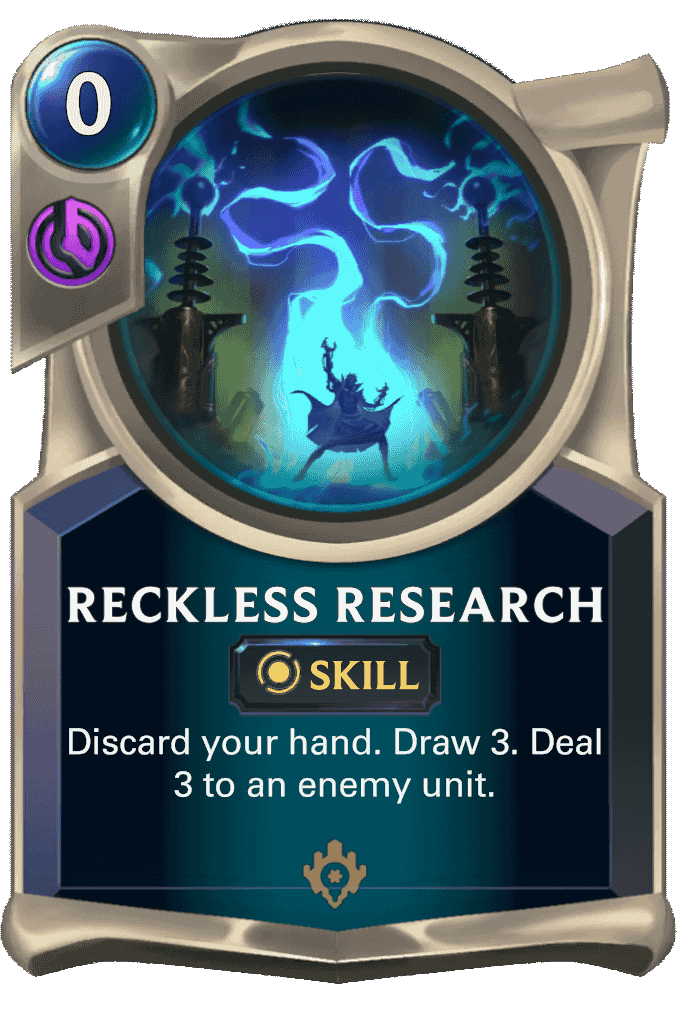 0
RECKLESS RESEARCH
SKILL
Discard your hand. Draw 3. Deal
3 to an enemy unit.